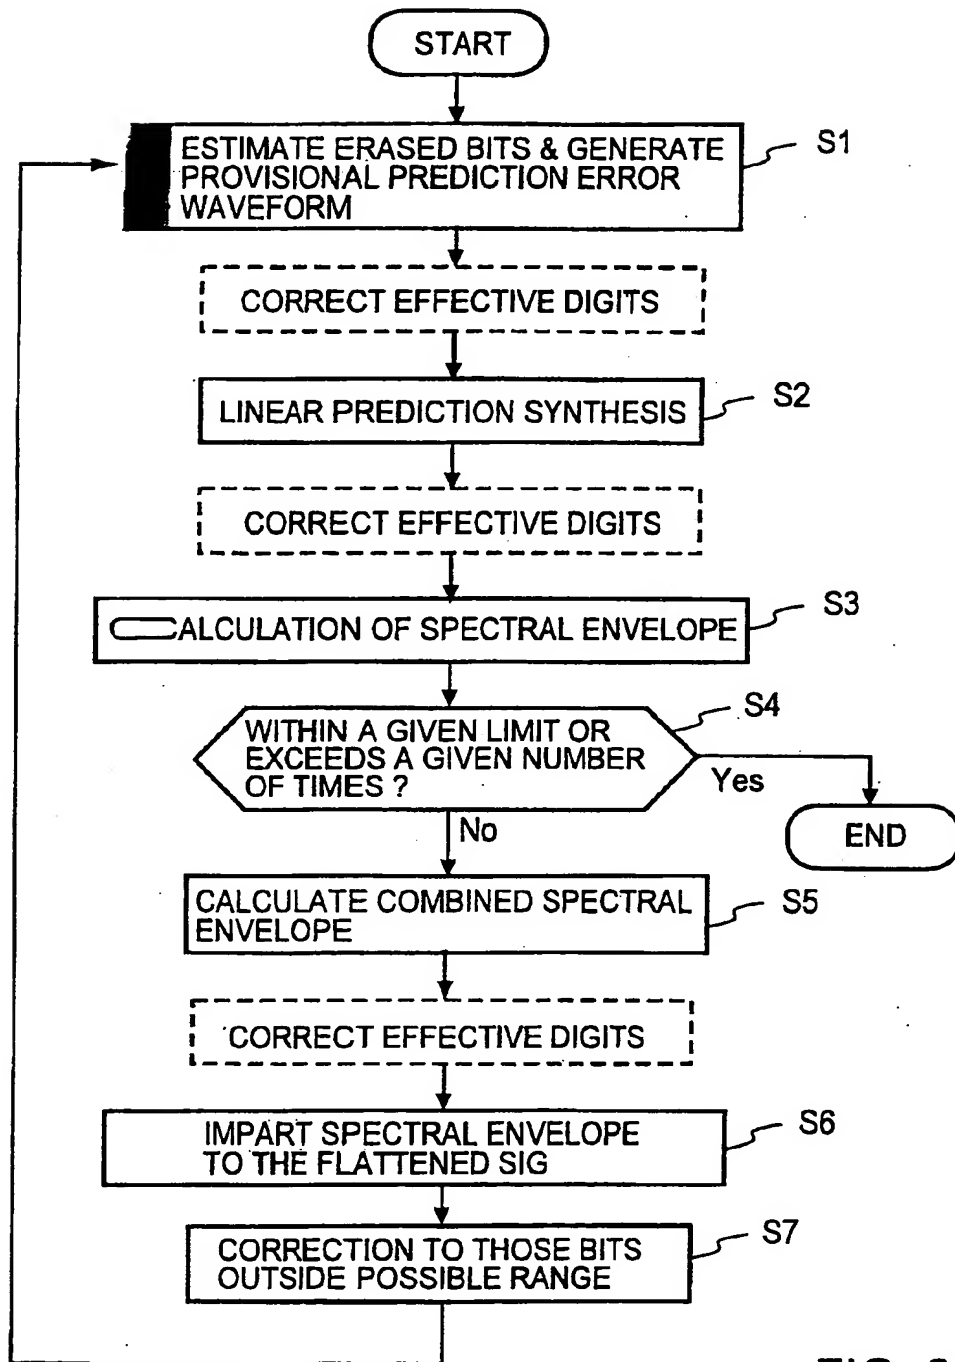 START
ESTIMATE ERASED BITS & GENERATE
PROVISIONAL PREDICTION ERROR
WAVEFORM
S1
CORRECT EFFECTIVE DIGITS
LINEAR PREDICTION SYNTHESIS
S2
CORRECT EFFECTIVE DIGITS
ALCULATION OF SPECTRAL ENVELOPE
S3
WITHIN A GIVEN LIMIT OR
EXCEEDS A GIVEN NUMBER
OF TIMES ?
S4
Yes
END
No
CALCULATE COMBINED SPECTRAL
ENVELOPE
S5
CORRECT EFFECTIVE DIGITS
IMPART SPECTRAL ENVELOPE
TO THE FLATTENED SIG
S6
CORRECTION TO THOSE BITS
OUTSIDE POSSIBLE RANGE
S7